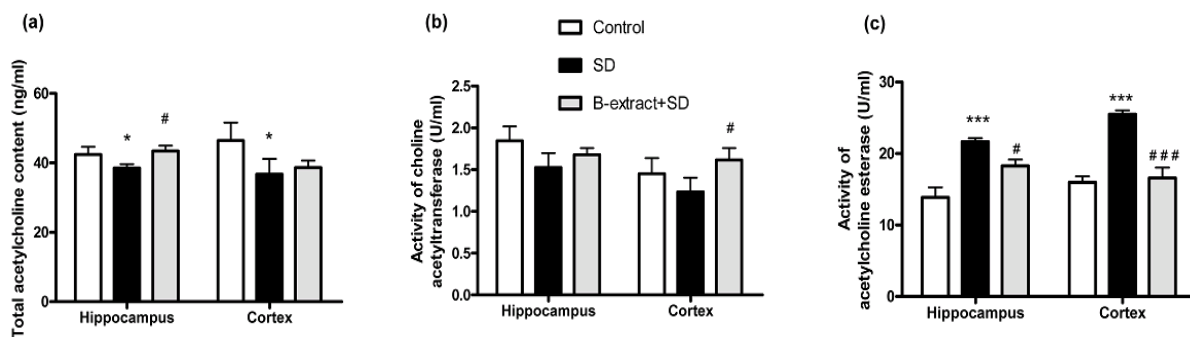 (a)
Total acetylcholine content (ng/ml)
60
40
20
0
*
#
*
Hippocampus
Cortex
(b)
Control
SD
B-extract+SD
Activity of choline
acetyltransferase (U/ml)
2.5
2.0
1.5
1.0
0.5
0.0
#
Hippocampus
Cortex
(c)
Activity of
acetylcholine esterase (U/ml)
30
20
10
0
***
#
***
###
Hippocampus
Cortex